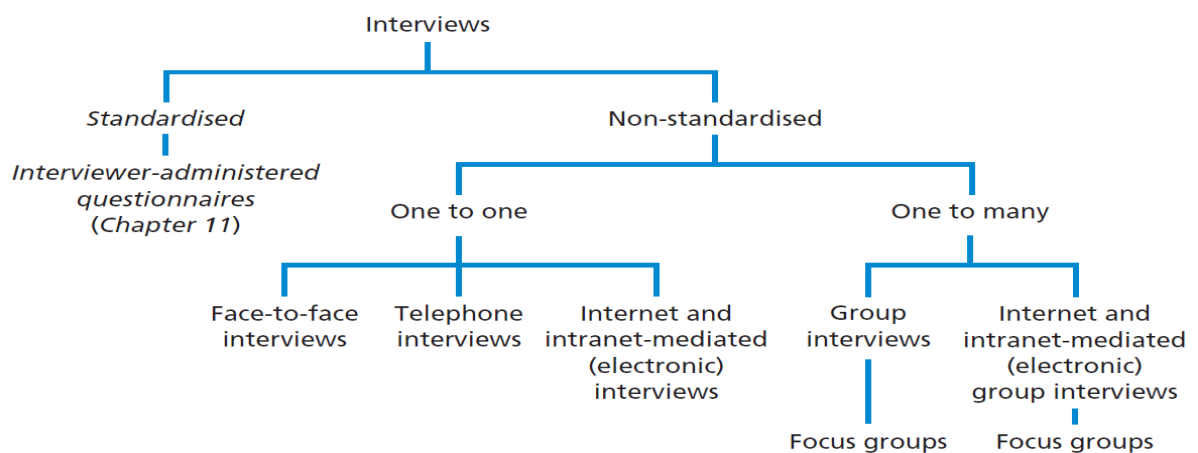 Interviews
Standardised
Non-standardised
Interviewer-administered
questionnaires
(Chapter 11)
One to one
One to many
Face-to-face
interviews
Telephone
interviews
Internet and
intranet-mediated
(electronic)
interviews
Group
interviews
Internet and
intranet-mediated
(electronic)
group interviews
Focus groups
Focus groups